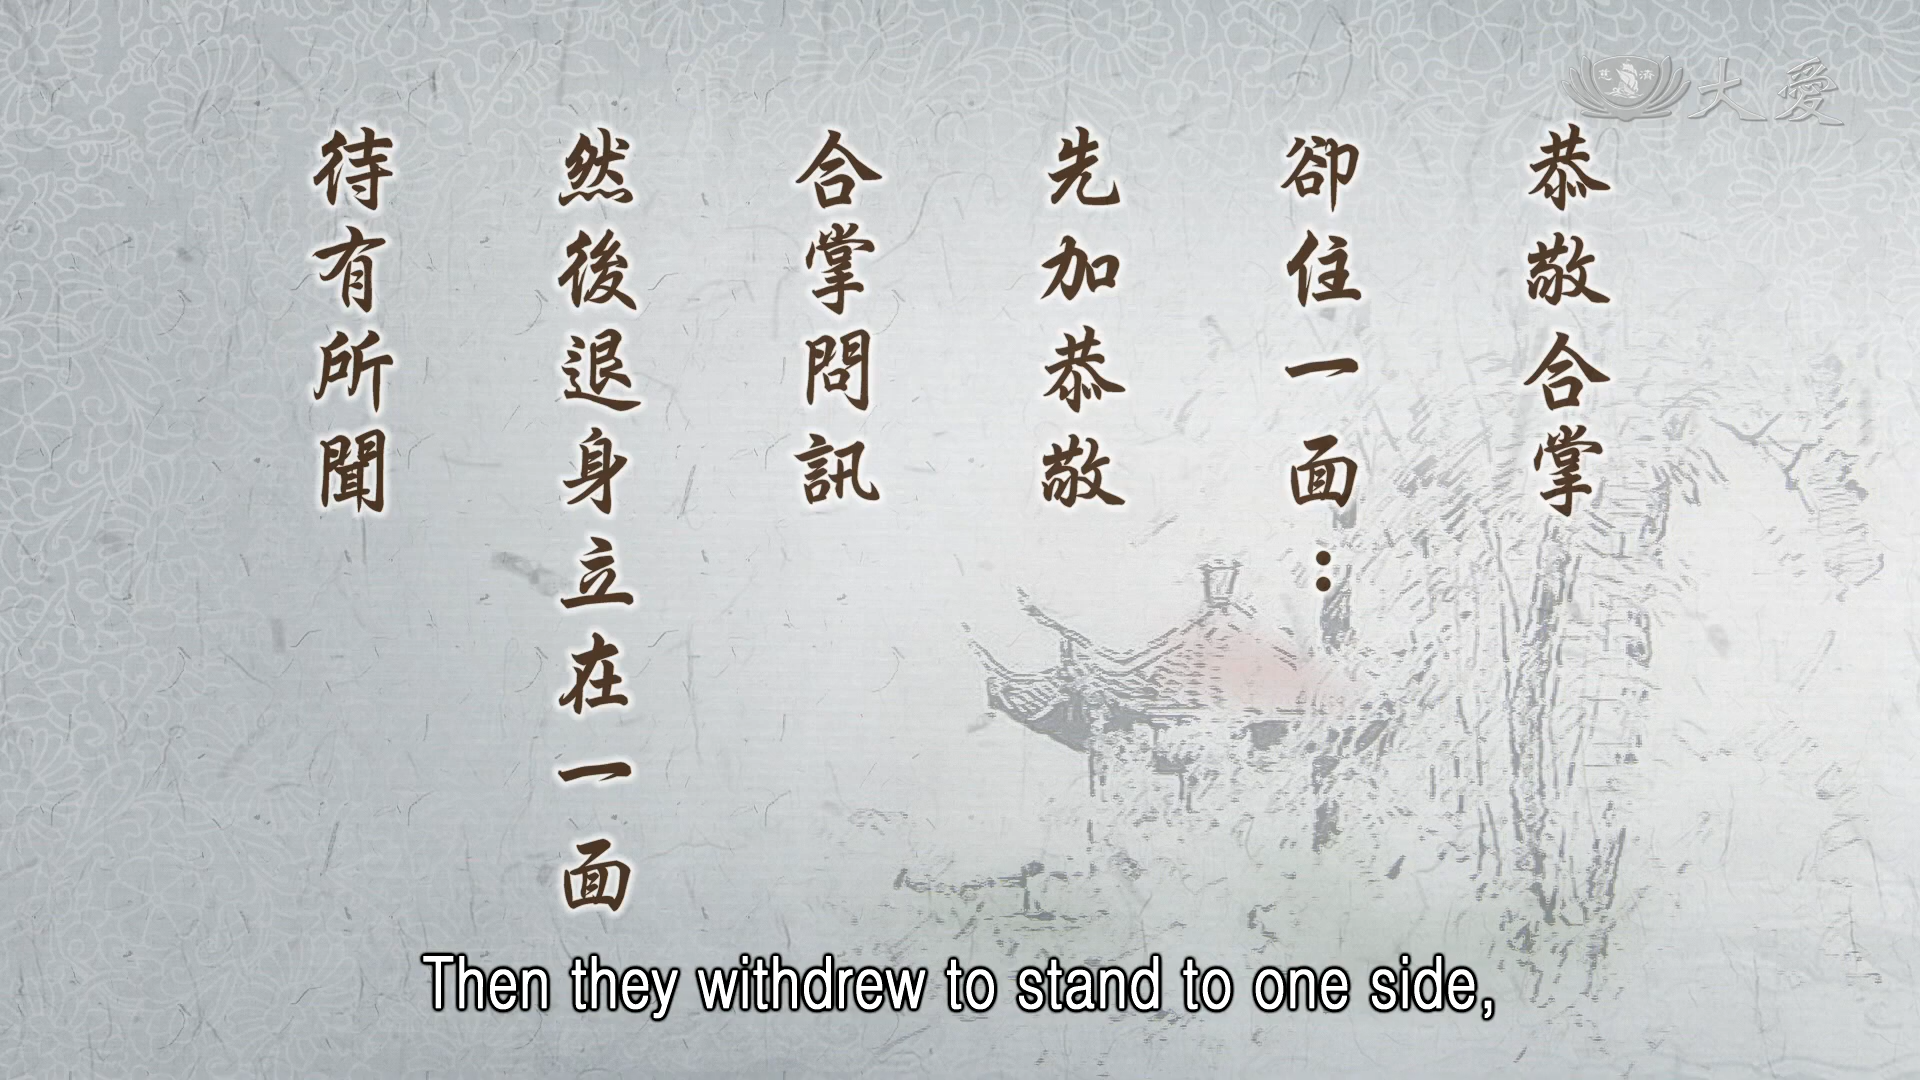 恭敬合掌
卻住一面：
先加恭敬
合掌問訊
然後退身立在一面
待有所聞
慈濟
大愛
Then they withdrew to stand to one side,